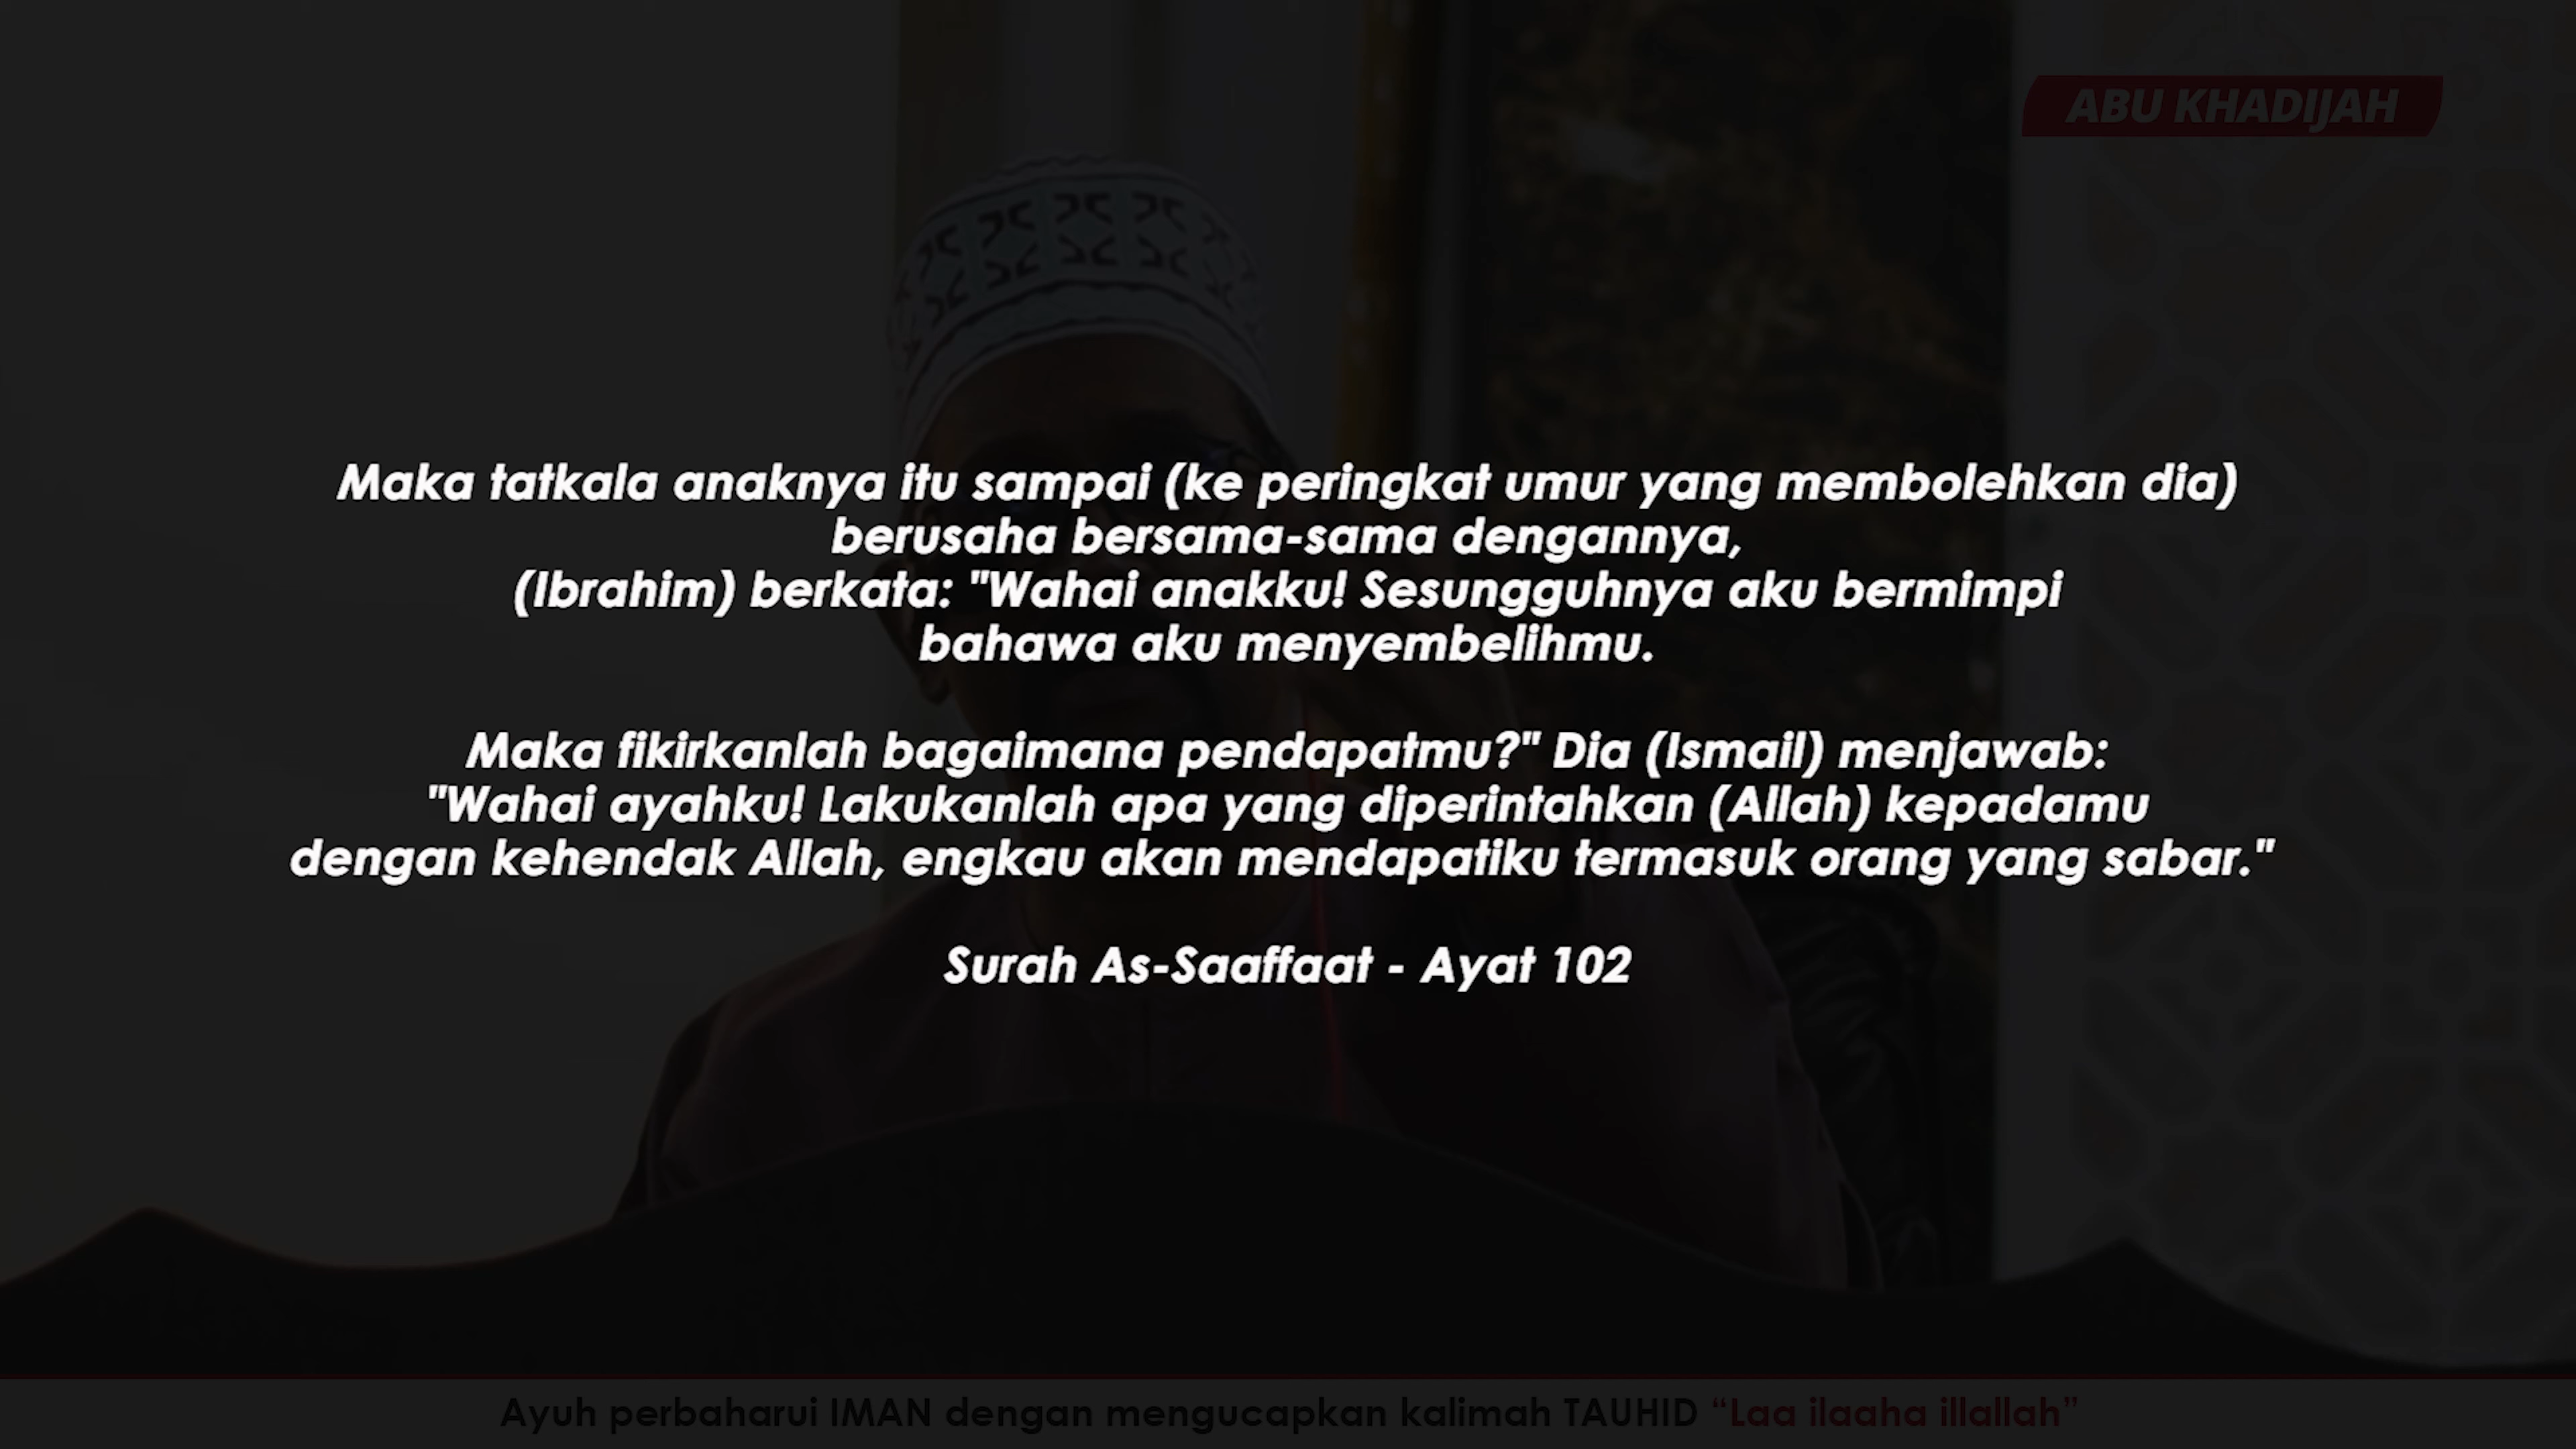 ABU KHADIJAH
Maka tatkala anaknya itu sampai (ke peringkat umur yang membolehkan dia)
berusaha bersama-sama dengannya,
(Ibrahim) berkata: "Wahai anakku! Sesungguhnya aku bermimpi
bahawa aku menyembelihmu.
Maka fikirkanlah bagaimana pendapatmu?" Dia (Ismail) menjawab:
"Wahai ayahku! Lakukanlah apa yang diperintahkan (Allah) kepadamu
dengan kehendak Allah, engkau akan mendapatiku termasuk orang yang sabar."
Surah As-Saaffaat - Ayat 102
Ayuh perbaharui IMAN dengan mengucapkan kalimah TAUHID “Laa ilaaha illallah”